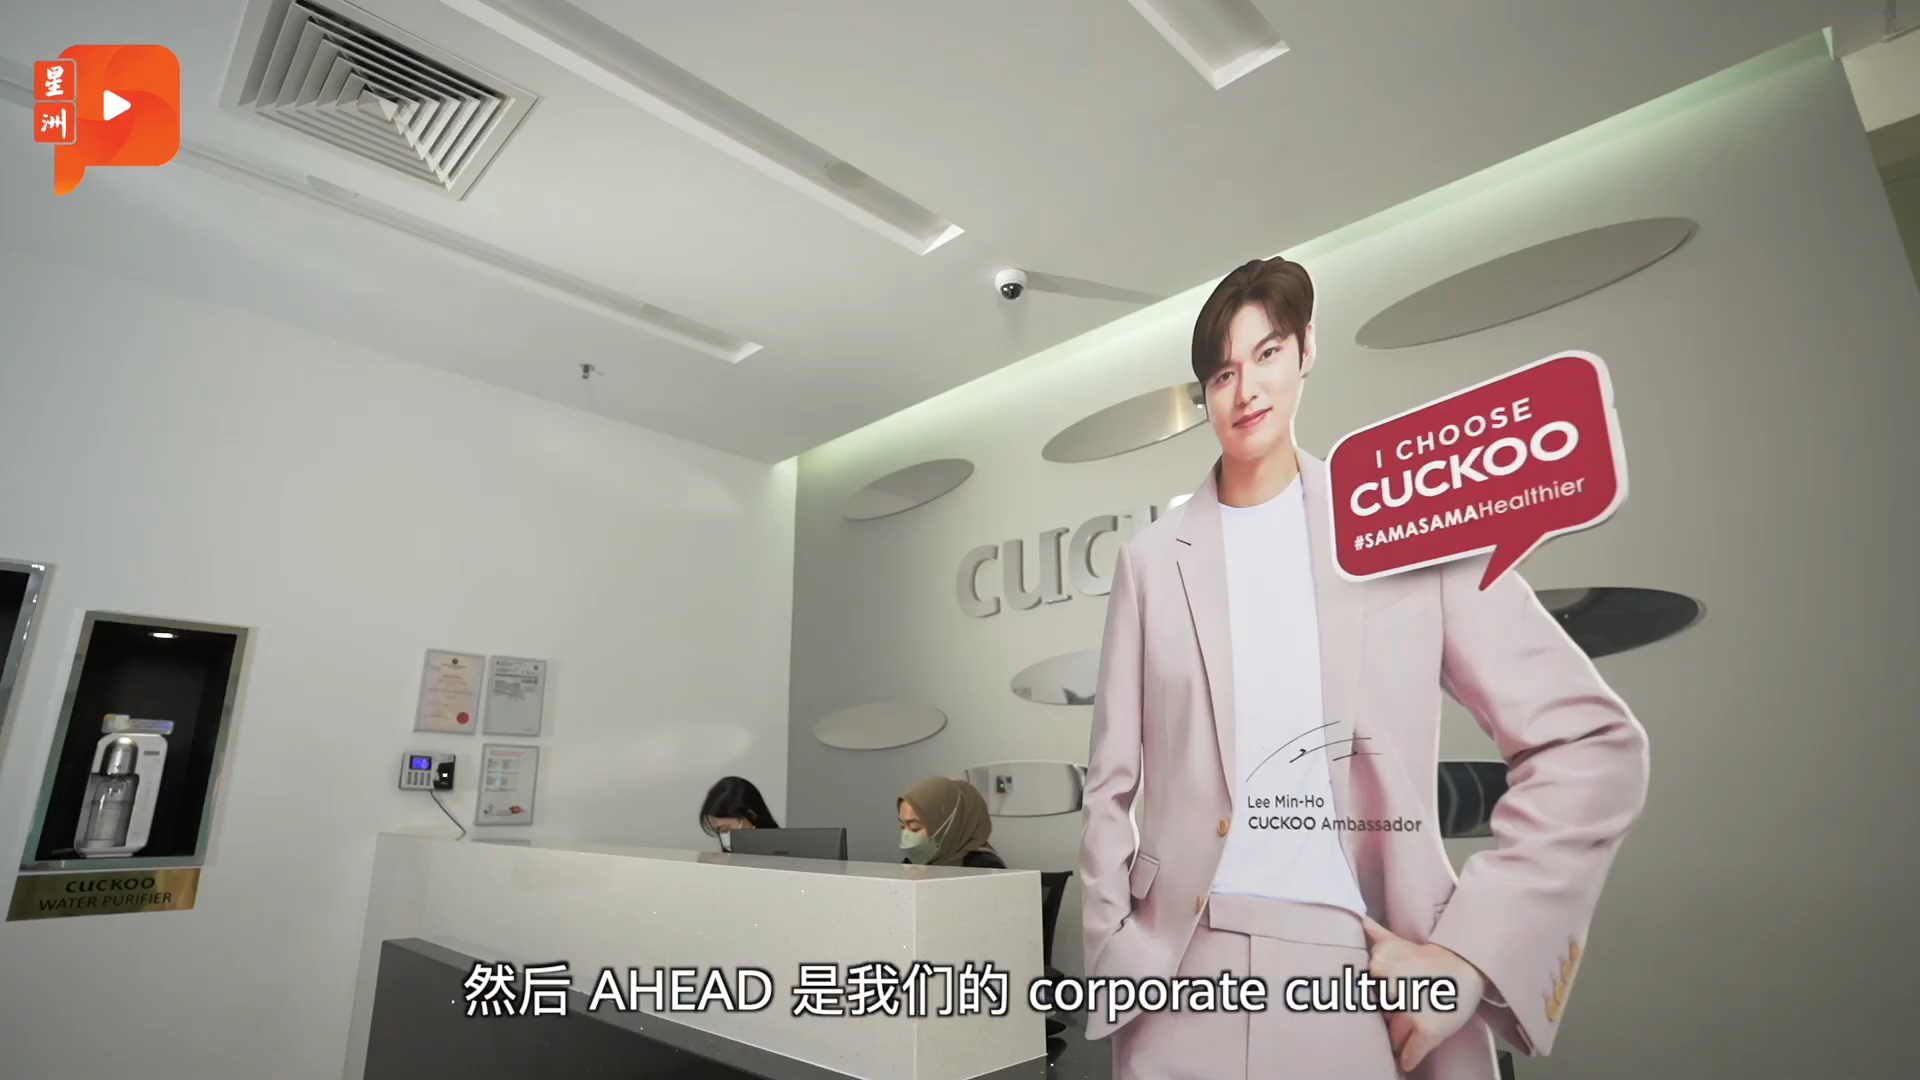 星
洲
I CHOOSE
CUCKOO
#SAMASAMAHealthier
Lee Min-Ho
CUCKOO Ambassador
CUCKOO
WATER PURIFIER
然后 AHEAD 是我们的 corporate culture